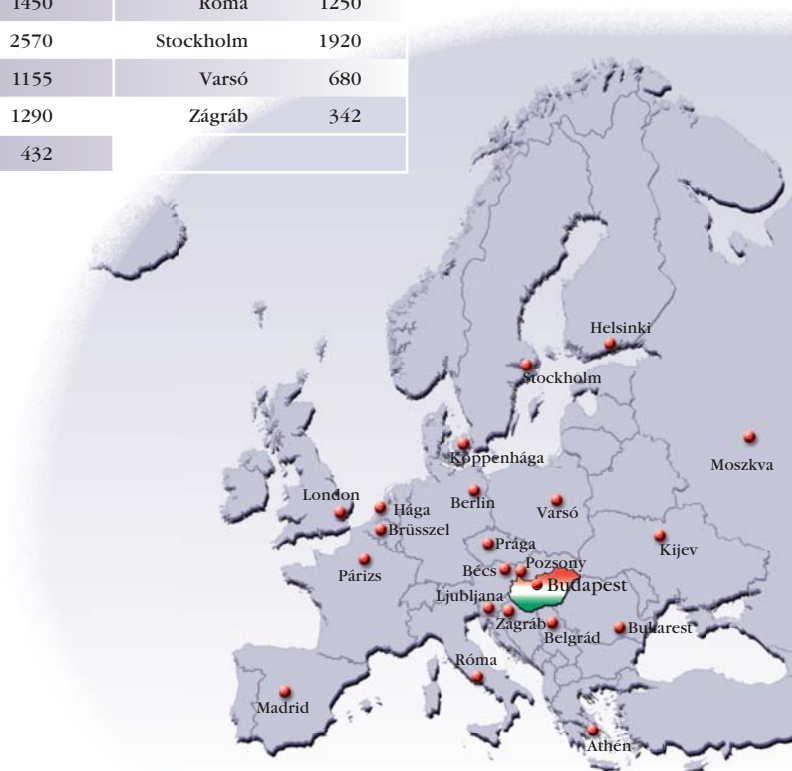 1450 Róma 1250
2570 Stockholm 1920
1155 Varsó 680
1290 Zágráb 342
432
Helsinki
Stockholm
Moszkva
Koppenhága
London
Hága
Berlin
Varsó
Brüsszel
Prága
Kijev
Párizs
Bécs
Pozsony
Budapest
Ljubljana
Zágráb
Belgrád
Bukarest
Róma
Madrid
Athén